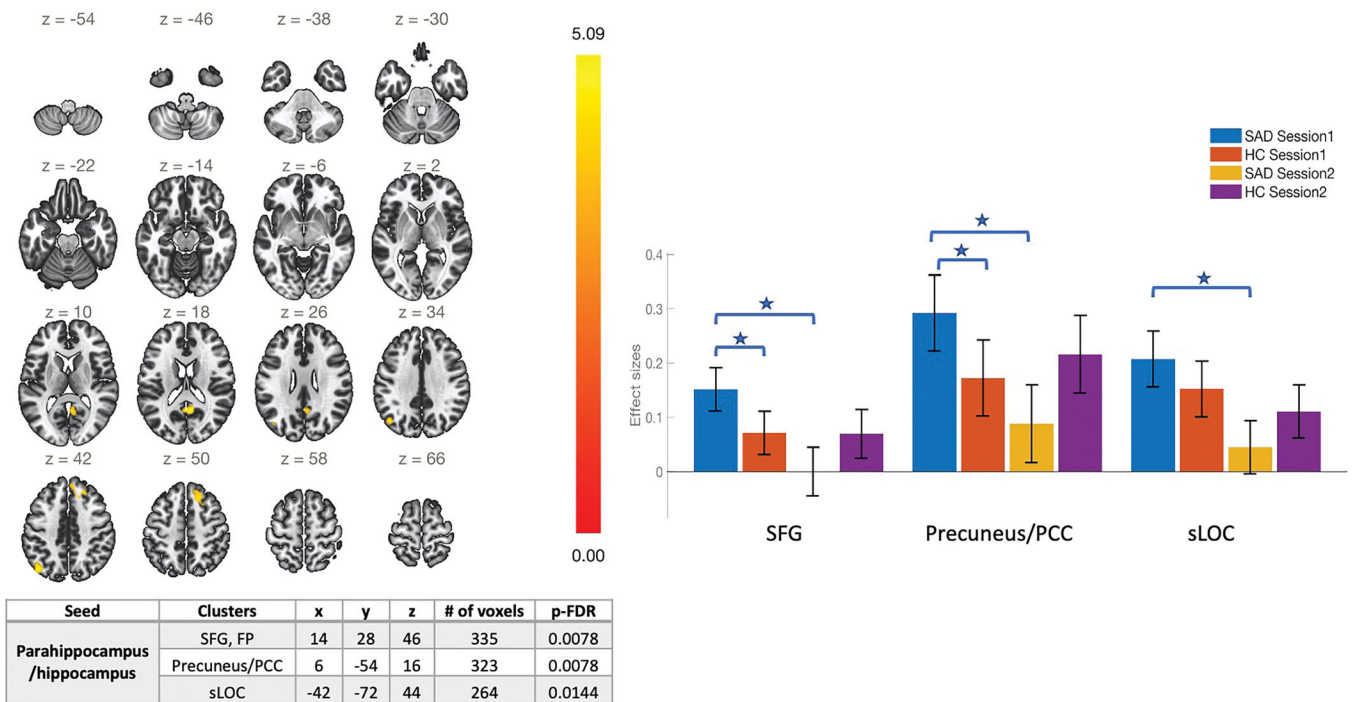 z = -54 z = -46 z = -38 z = -30
z = -22 z = -14 z = -6 z = 2
z = 10 z = 18 z = 26 z = 34
z = 42 z = 50 z = 58 z = 66
5.09
0.00
SAD Session1
HC Session1
SAD Session2
HC Session2
Effect sizes
0.4
0.3
0.2
0.1
0
SFG Precuneus/PCC sLOC
Seed Clusters x y z # of voxels p-FDR
Parahippocampus
/hippocampus
SFG, FP 14 28 46 335 0.0078
Precuneus/PCC 6 -54 16 323 0.0078
sLOC -42 -72 44 264 0.0144